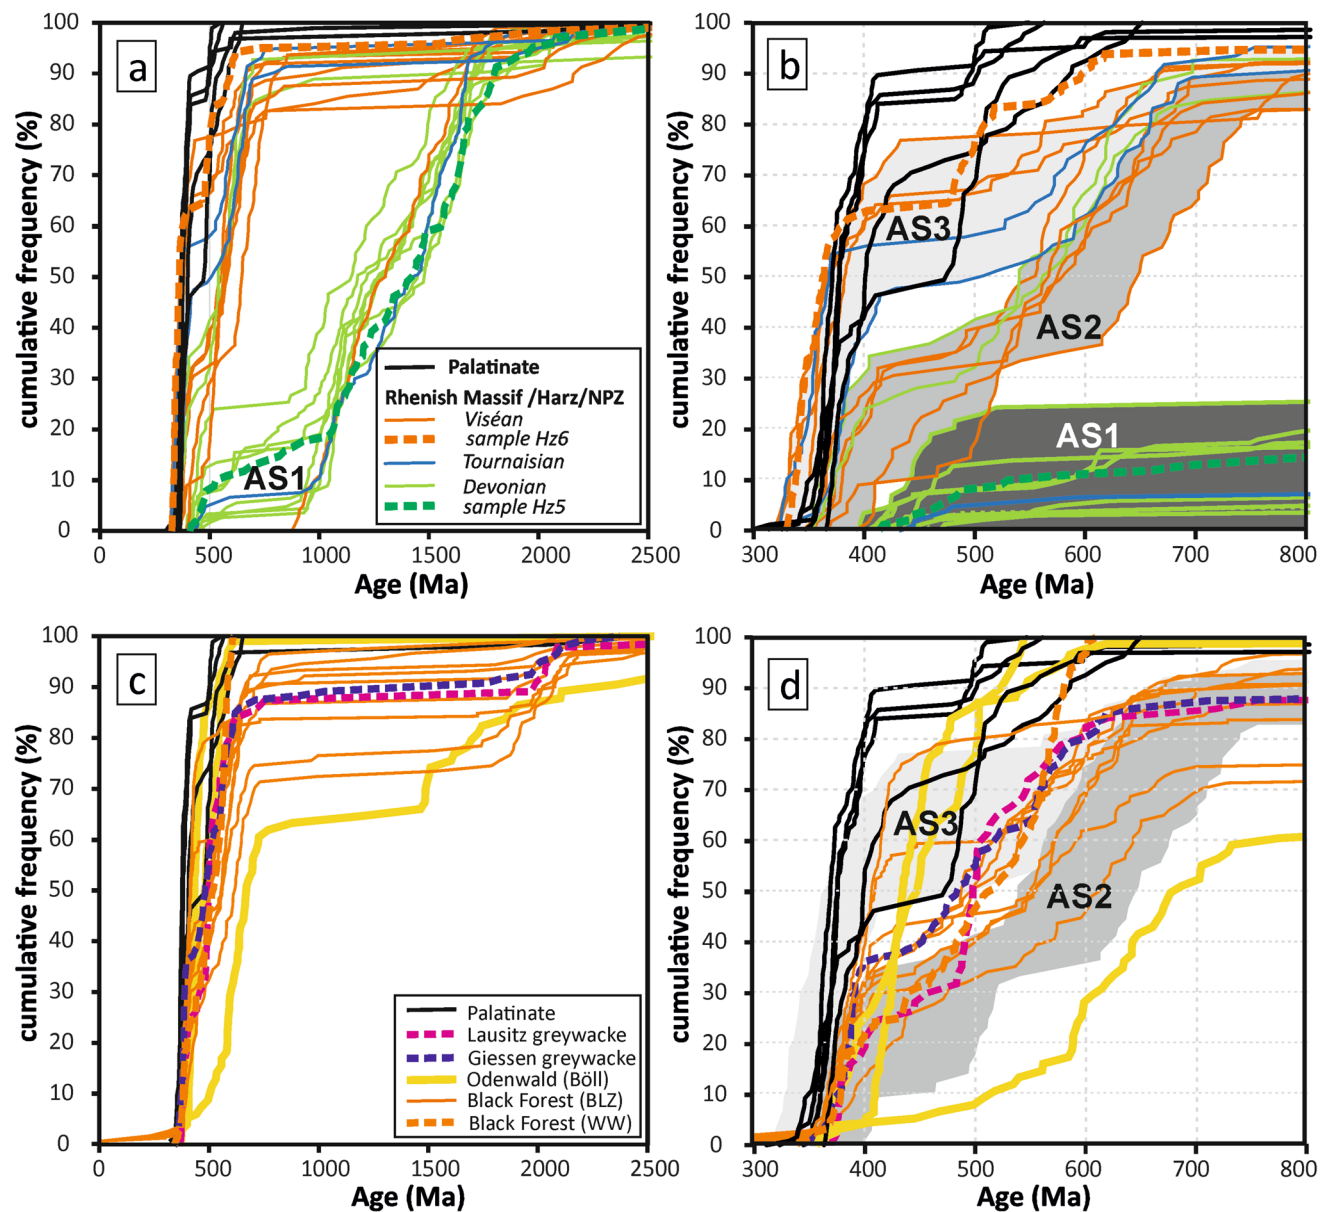 a
cumulative frequency (%)
100
90
80
70
60
50
40
30
20
10
0
AS1
Palatinate
Rhenish Massif /Harz/NPZ
Viséan
sample Hz6
Tournaisian
Devonian
sample Hz5
0 500 1000 1500 2000 2500
Age (Ma)
b
cumulative frequency (%)
100
90
80
70
60
50
40
30
20
10
0
AS3
AS2
AS1
300 400 500 600 700 800
Age (Ma)
c
cumulative frequency (%)
100
90
80
70
60
50
40
30
20
10
0
Palatinate
Lausitz greywacke
Giessen greywacke
Odenwald (Böll)
Black Forest (BLZ)
Black Forest (WW)
0 500 1000 1500 2000 2500
Age (Ma)
d
cumulative frequency (%)
100
90
80
70
60
50
40
30
20
10
0
AS3
AS2
300 400 500 600 700 800
Age (Ma)